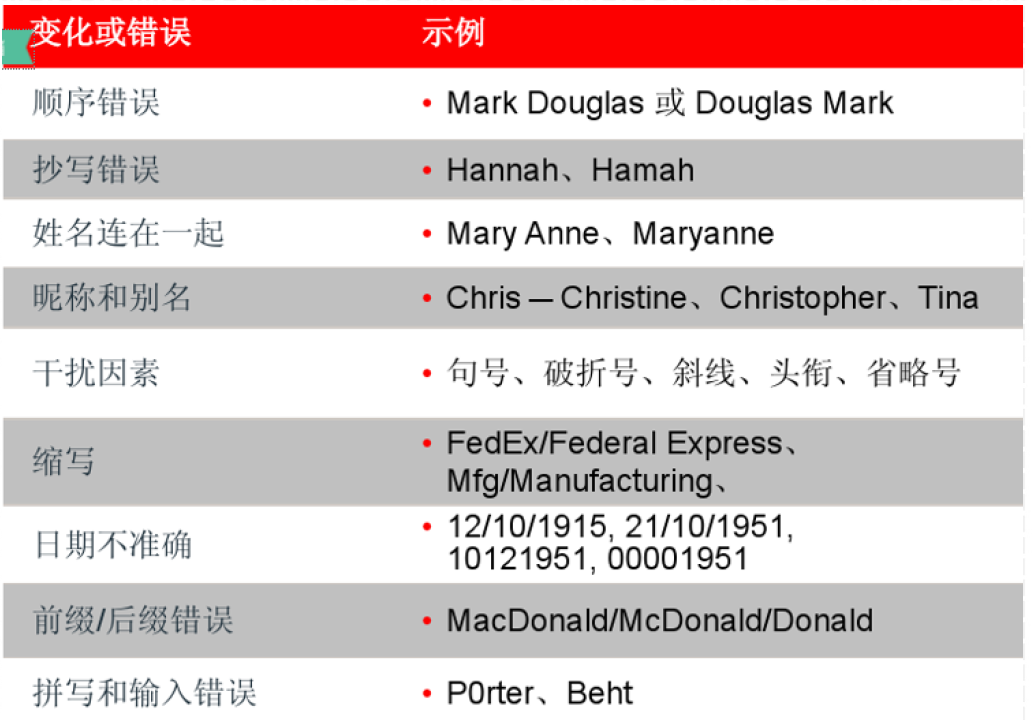 变化或错误 示例
顺序错误 • Mark Douglas 或 Douglas Mark
抄写错误 • Hannah、Hamah
姓名连在一起 • Mary Anne、Maryanne
昵称和别名 • Chris — Christine、Christopher、Tina
干扰因素 • 句号、破折号、斜线、头衔、省略号
缩写 • FedEx/Federal Express、
Mfg/Manufacturing、
日期不准确 • 12/10/1915, 21/10/1951,
10121951, 00001951
前缀/后缀错误 • MacDonald/McDonald/Donald
拼写和输入错误 • P0rter、Beht